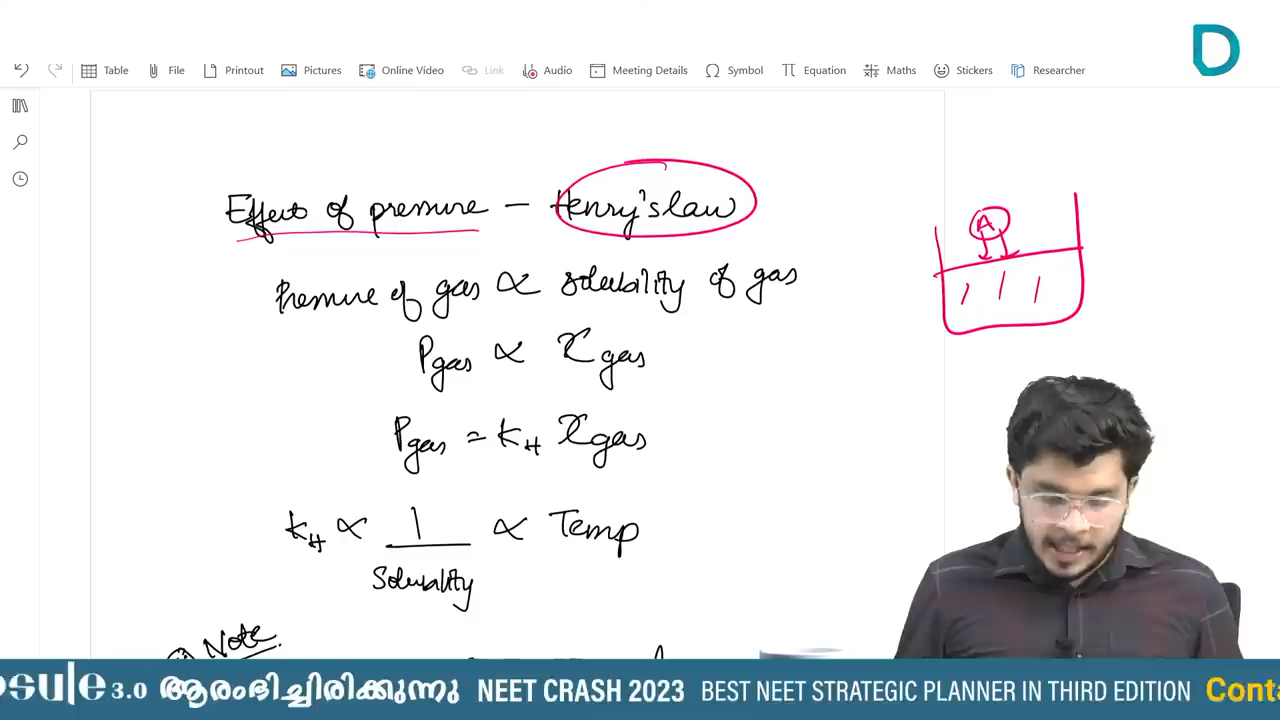 D
Table File Printout Pictures Online Video Link Audio Meeting Details Symbol Equation Maths Stickers Researcher
Effect of pressure - Henry's law
A
Pressure of gas ∝ solubility of gas
Pgas ∝ xgas
Pgas = kH xgas
kH ∝ 1 ∝ Temp
Solubility
Note
sule 3.0 ആരംഭിച്ചിരിക്കുന്നു NEET CRASH 2023 BEST NEET STRATEGIC PLANNER IN THIRD EDITION Conta